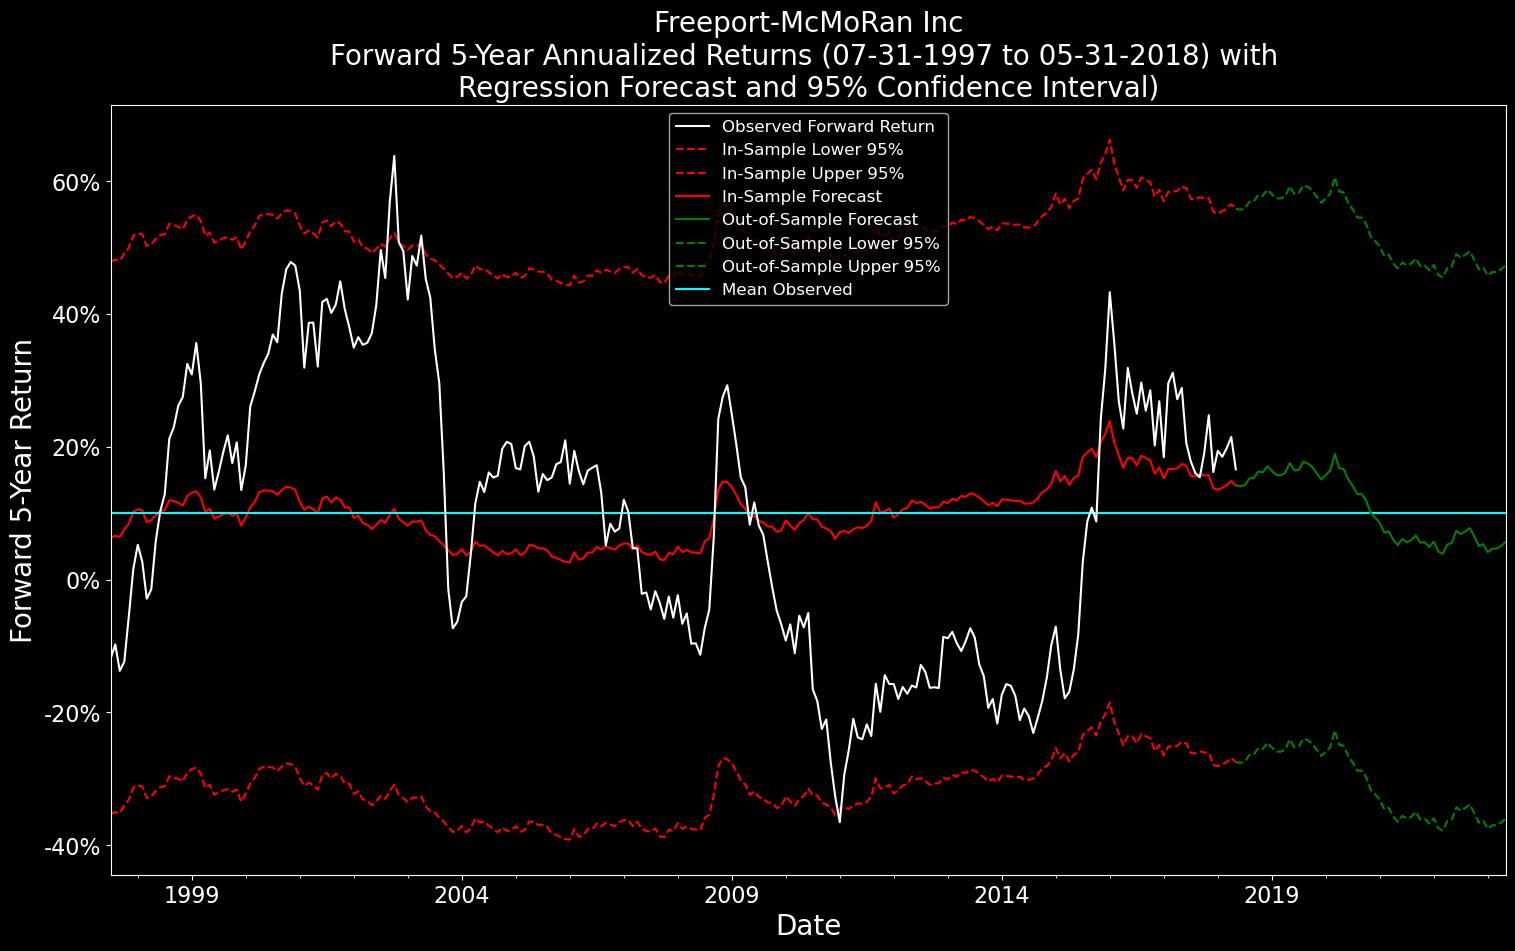 Freeport-McMoRan Inc
Forward 5-Year Annualized Returns (07-31-1997 to 05-31-2018) with
Regression Forecast and 95% Confidence Interval)
Observed Forward Return
In-Sample Lower 95%
In-Sample Upper 95%
In-Sample Forecast
Out-of-Sample Forecast
Out-of-Sample Lower 95%
Out-of-Sample Upper 95%
Mean Observed
Forward 5-Year Return
60%
40%
20%
0%
-20%
-40%
1999
2004
2009
2014
2019
Date